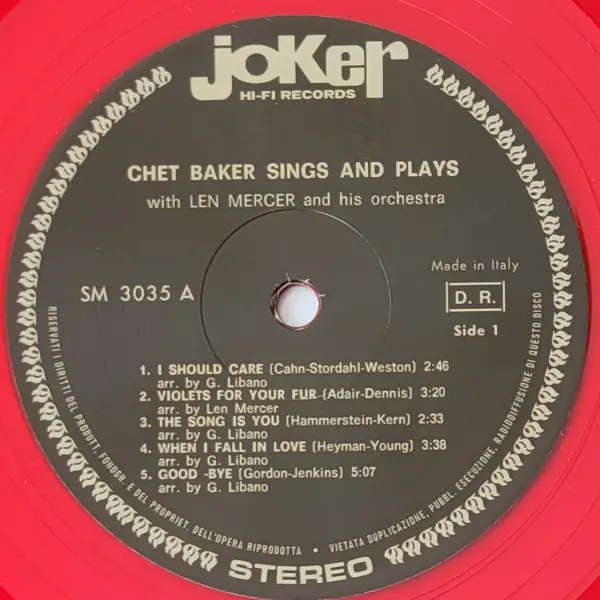 joker
HI-FI RECORDS
CHET BAKER SINGS AND PLAYS
with LEN MERCER and his orchestra
SM 3035 A
Made in Italy
D. R.
Side 1
1. I SHOULD CARE (Cahn-Stordahl-Weston) 2:46
arr. by G. Libano
2. VIOLETS FOR YOUR FUR (Adair-Dennis) 3:20
arr. by Len Mercer
3. THE SONG IS YOU (Hammerstein-Kern) 2:33
arr. by G. Libano
4. WHEN I FALL IN LOVE (Heyman-Young) 3:38
arr. by G. Libano
5. GOOD -BYE (Gordon-Jenkins) 5:07
arr. by G. Libano
RISERVATI I DIRITTI DEL PRODUTT. FONOGR. E DEL PROPRIET. DELL'OPERA RIPRODOTTA • VIETATA DUPLICAZIONE, PUBBL. ESECUZIONE, RADIODIFFUSIONE DI QUESTO DISCO
STEREO